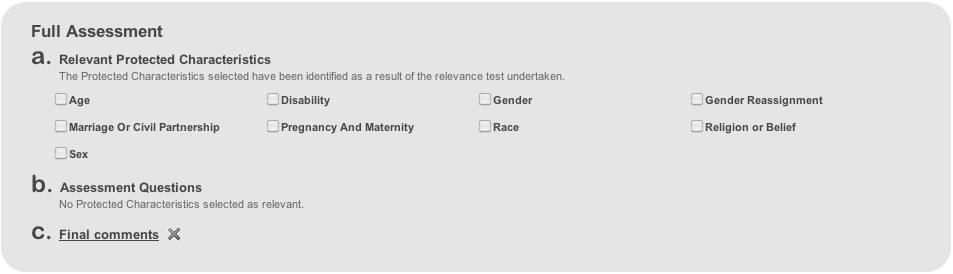 Full Assessment
a. Relevant Protected Characteristics
The Protected Characteristics selected have been identified as a result of the relevance test undertaken.
Age Disability Gender Gender Reassignment
Marriage Or Civil Partnership Pregnancy And Maternity Race Religion or Belief
Sex
b. Assessment Questions
No Protected Characteristics selected as relevant.
c. Final comments